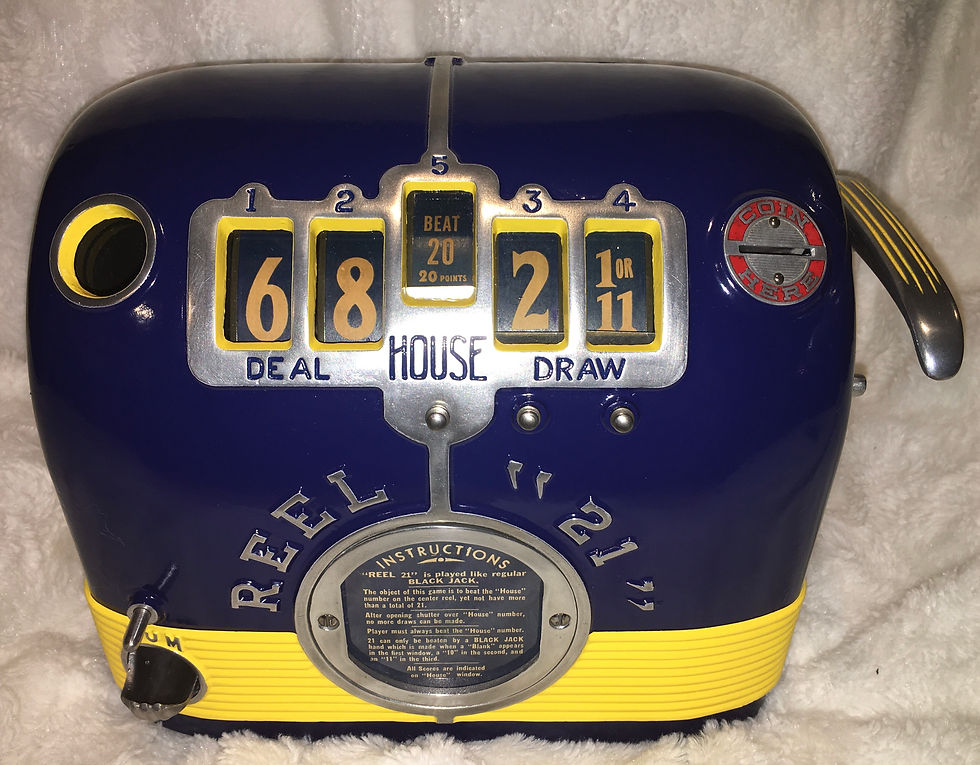 5
1 2 3 4
BEAT
20
20 POINTS
6 8 2 1 OR
11
DEAL HOUSE DRAW
COIN
HERE
REEL "21"
UM
INSTRUCTIONS
"REEL 21" is played like regular
BLACK JACK.
The object of this game is to beat the "House"
number on the center reel, yet not have more
than a total of 21.
After opening shutter over "House" number,
no more draws can be made.
Player must always beat the "House" number.
21 can only be beaten by a BLACK JACK
hand which is made when a "Blank" appears
in the first window, a "10" in the second, and
an "11" in the third.
All Scores are indicated
on "House" window.